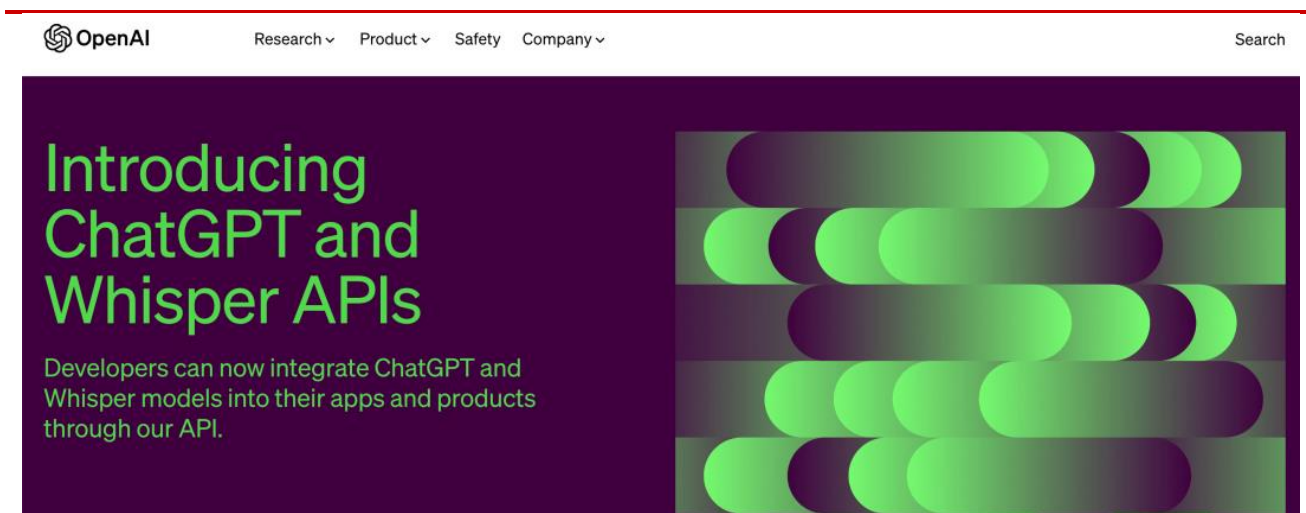 OpenAI
Research Product Safety Company Search
Introducing
ChatGPT and
Whisper APIs
Developers can now integrate ChatGPT and
Whisper models into their apps and products
through our API.